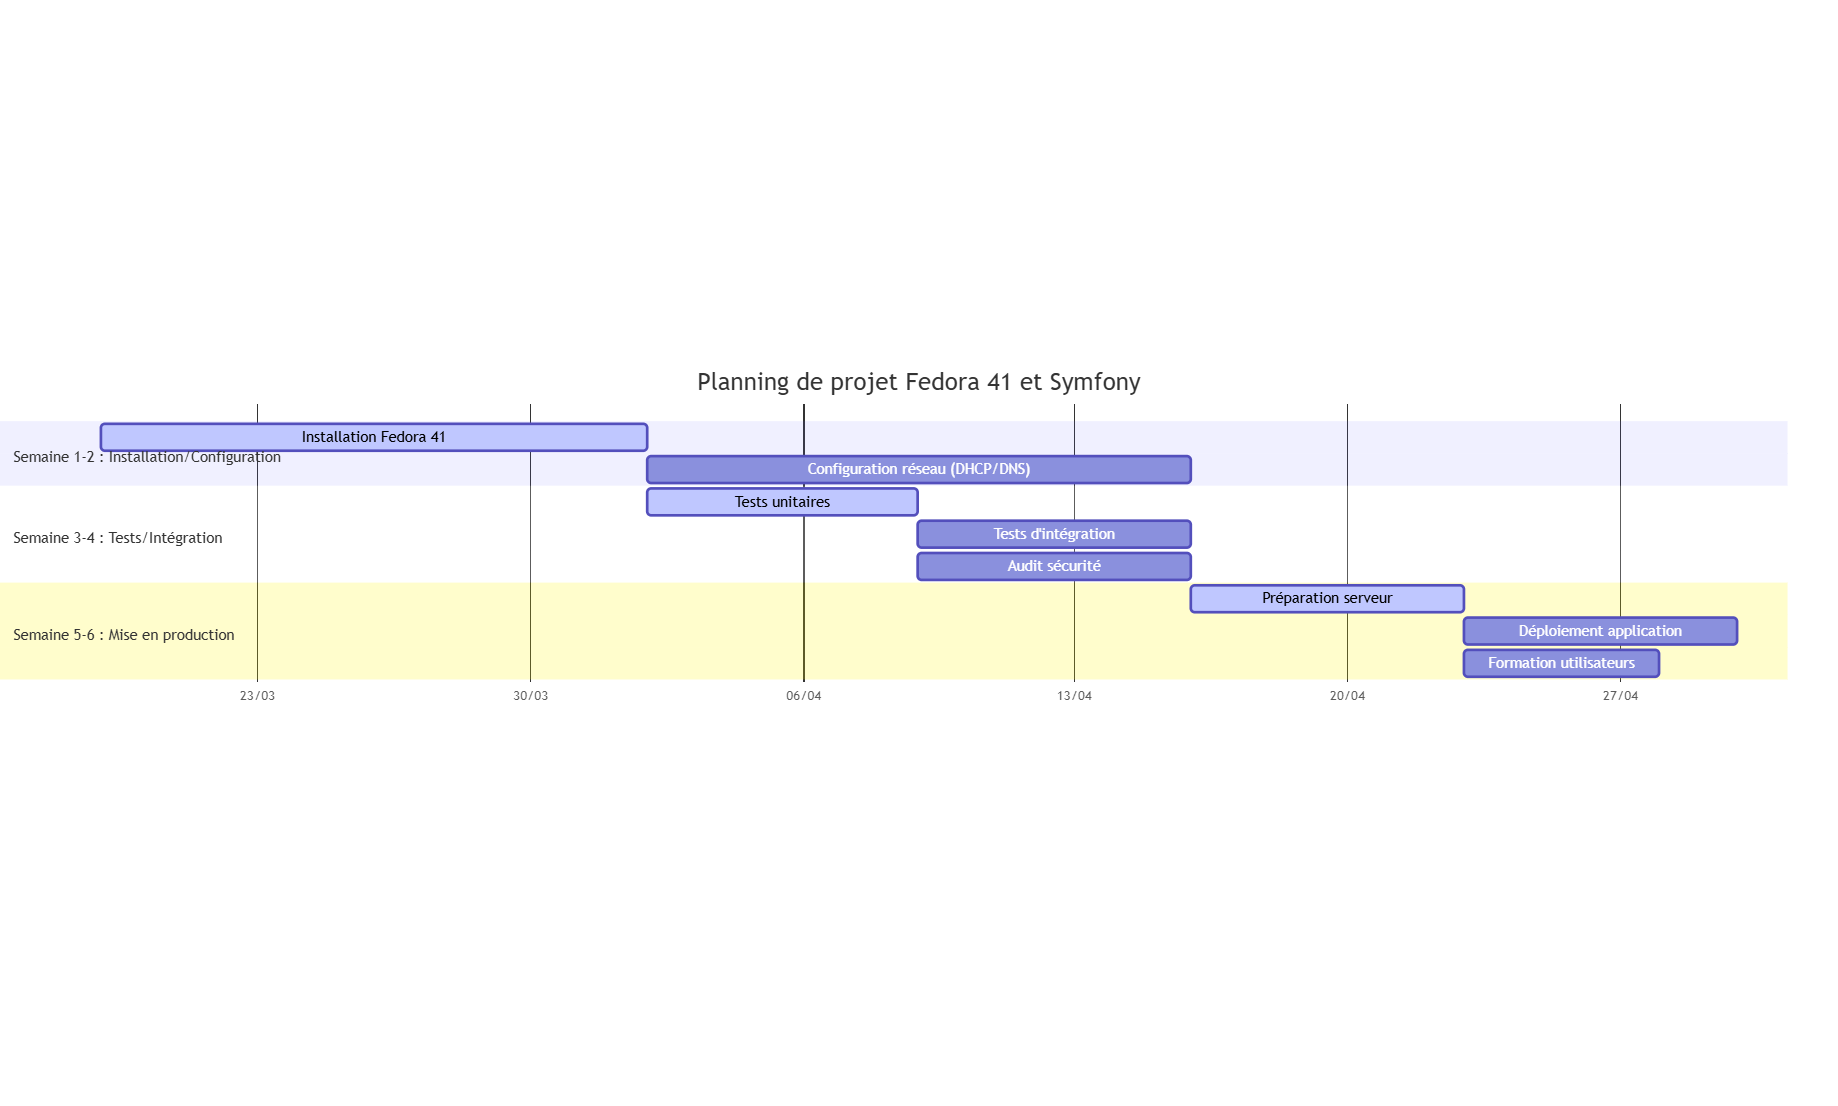 Planning de projet Fedora 41 et Symfony
Installation Fedora 41
Semaine 1-2 : Installation/Configuration
Configuration réseau (DHCP/DNS)
Tests unitaires
Tests d'intégration
Semaine 3-4 : Tests/Intégration
Audit sécurité
Préparation serveur
Déploiement application
Semaine 5-6 : Mise en production
Formation utilisateurs
23/03 30/03 06/04 13/04 20/04 27/04